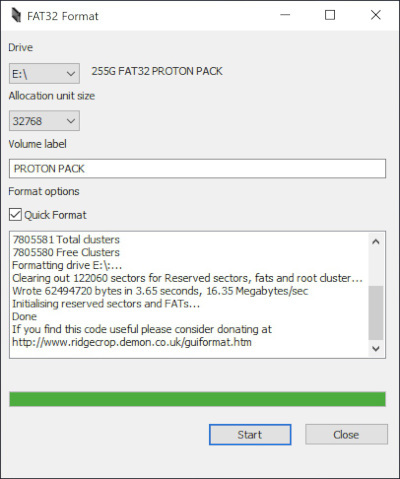 FAT32 Format
Drive
E:\ 255G FAT32 PROTON PACK
Allocation unit size
32768
Volume label
PROTON PACK
Format options
Quick Format
7805581 Total clusters
7805580 Free Clusters
Formatting drive E:\:...
Clearing out 122060 sectors for Reserved sectors, fats and root cluster...
Wrote 62494720 bytes in 3.65 seconds, 16.35 Megabytes/sec
Initialising reserved sectors and FATs...
Done
If you find this code useful please consider donating at
http://www.ridgecrop.demon.co.uk/guiformat.htm
Start Close